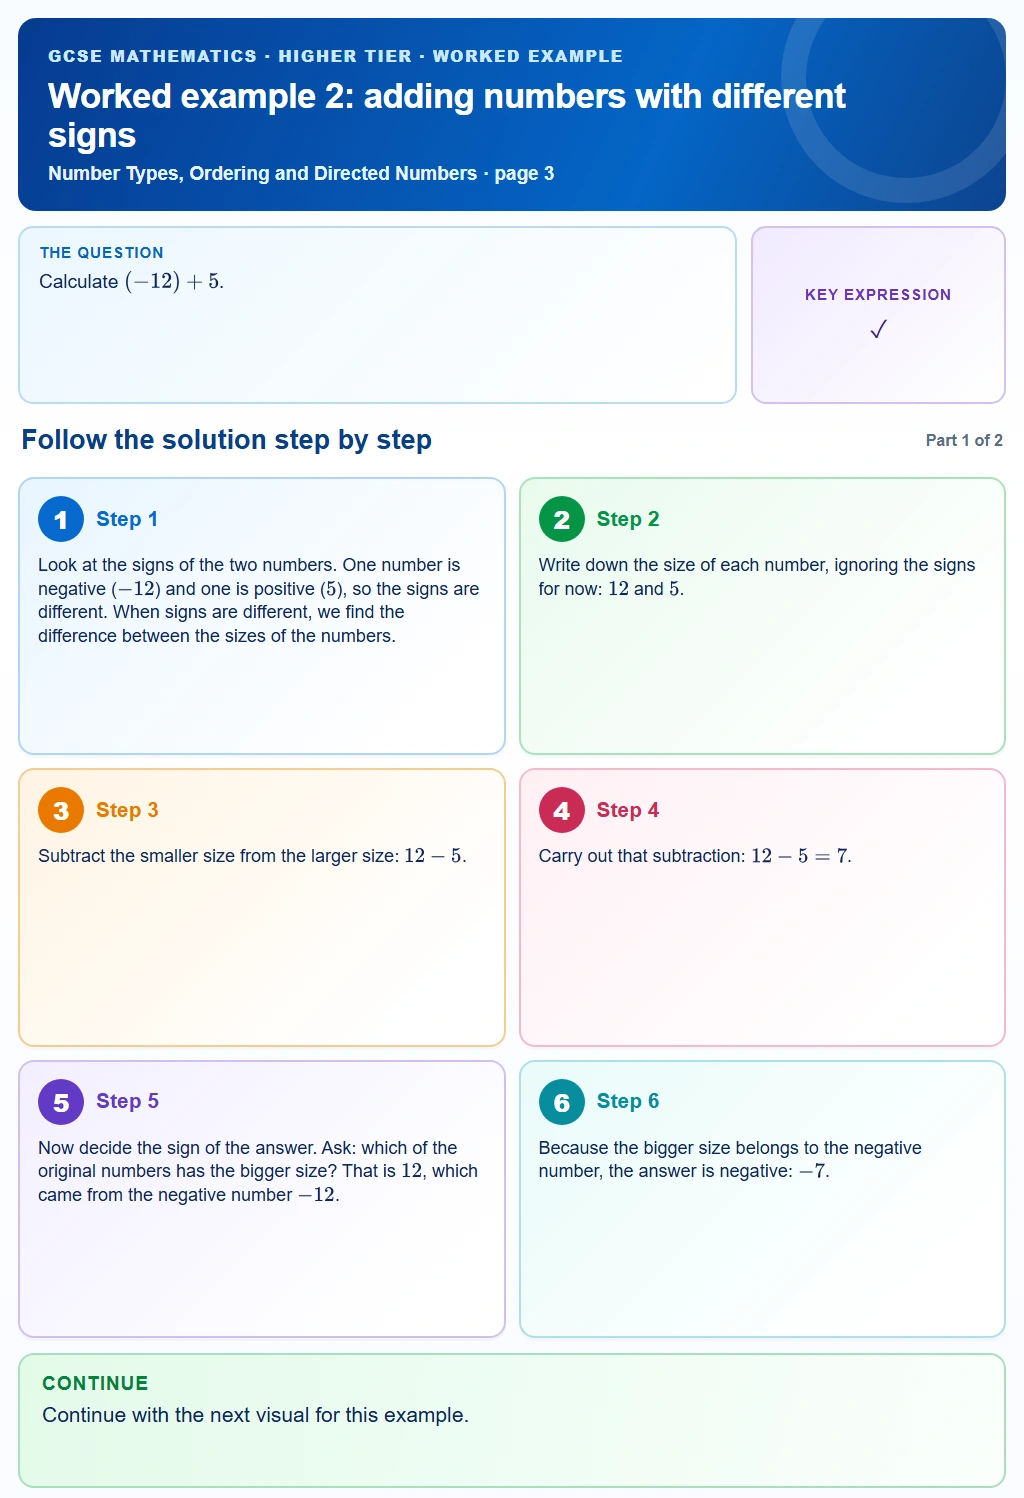 GCSE MATHEMATICS · HIGHER TIER · WORKED EXAMPLE
Worked example 2: adding numbers with different
signs
Number Types, Ordering and Directed Numbers · page 3
THE QUESTION
Calculate (−12) + 5.
KEY EXPRESSION
✓
Follow the solution step by step
Part 1 of 2
1 Step 1
Look at the signs of the two numbers. One number is
negative (−12) and one is positive (5), so the signs are
different. When signs are different, we find the
difference between the sizes of the numbers.
2 Step 2
Write down the size of each number, ignoring the signs
for now: 12 and 5.
3 Step 3
Subtract the smaller size from the larger size: 12 − 5.
4 Step 4
Carry out that subtraction: 12 − 5 = 7.
5 Step 5
Now decide the sign of the answer. Ask: which of the
original numbers has the bigger size? That is 12, which
came from the negative number −12.
6 Step 6
Because the bigger size belongs to the negative
number, the answer is negative: −7.
CONTINUE
Continue with the next visual for this example.